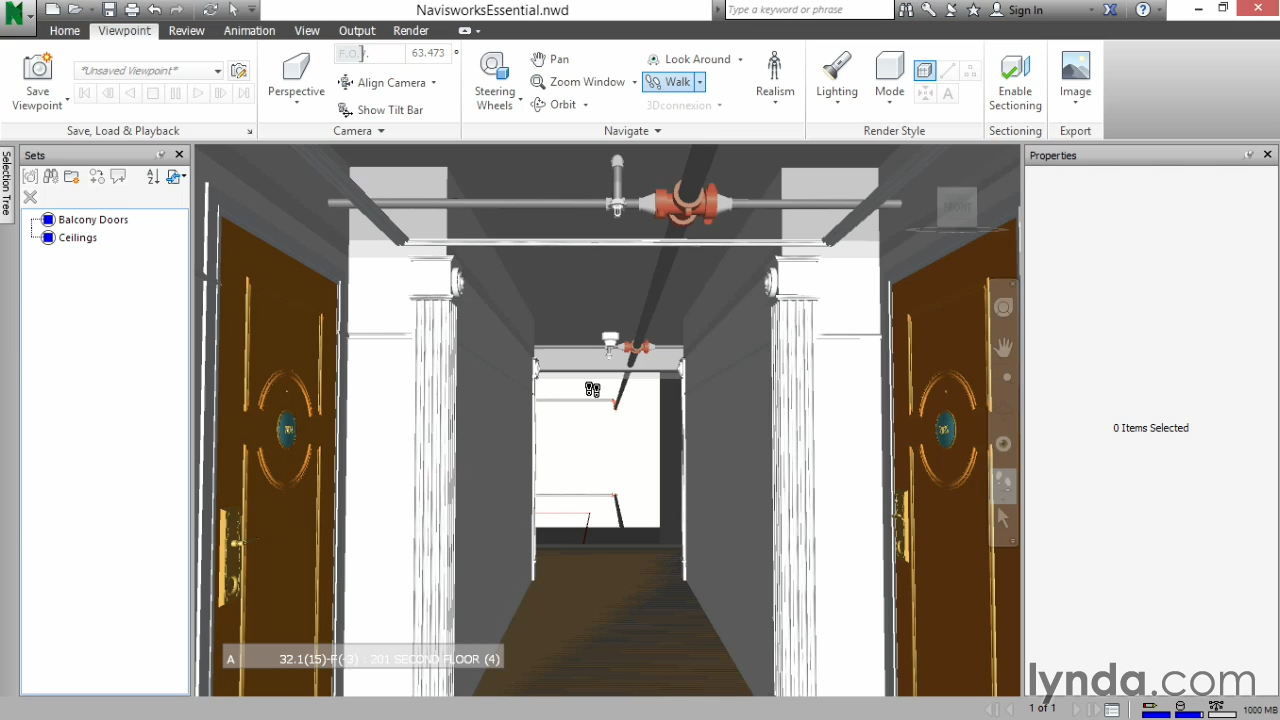 NavisworksEssential.nwd
Type a keyword or phrase
Sign In
Home Viewpoint Review Animation View Output Render
Save Viewpoint
*Unsaved Viewpoint*
Save, Load & Playback
Perspective
F.O.V. 63.473 °
Align Camera
Show Tilt Bar
Camera
Steering Wheels
Pan
Zoom Window
Orbit
Look Around
Walk
3Dconnexion
Navigate
Realism
Lighting
Mode
A
Render Style
Enable Sectioning
Sectioning
Image
Export
Selection Tree
Sets
Balcony Doors
Ceilings
FRONT
Properties
0 Items Selected
A 32.1(15)-F(-3) : 201 SECOND FLOOR (4)
lynda.com
1 of 1
1000 MB